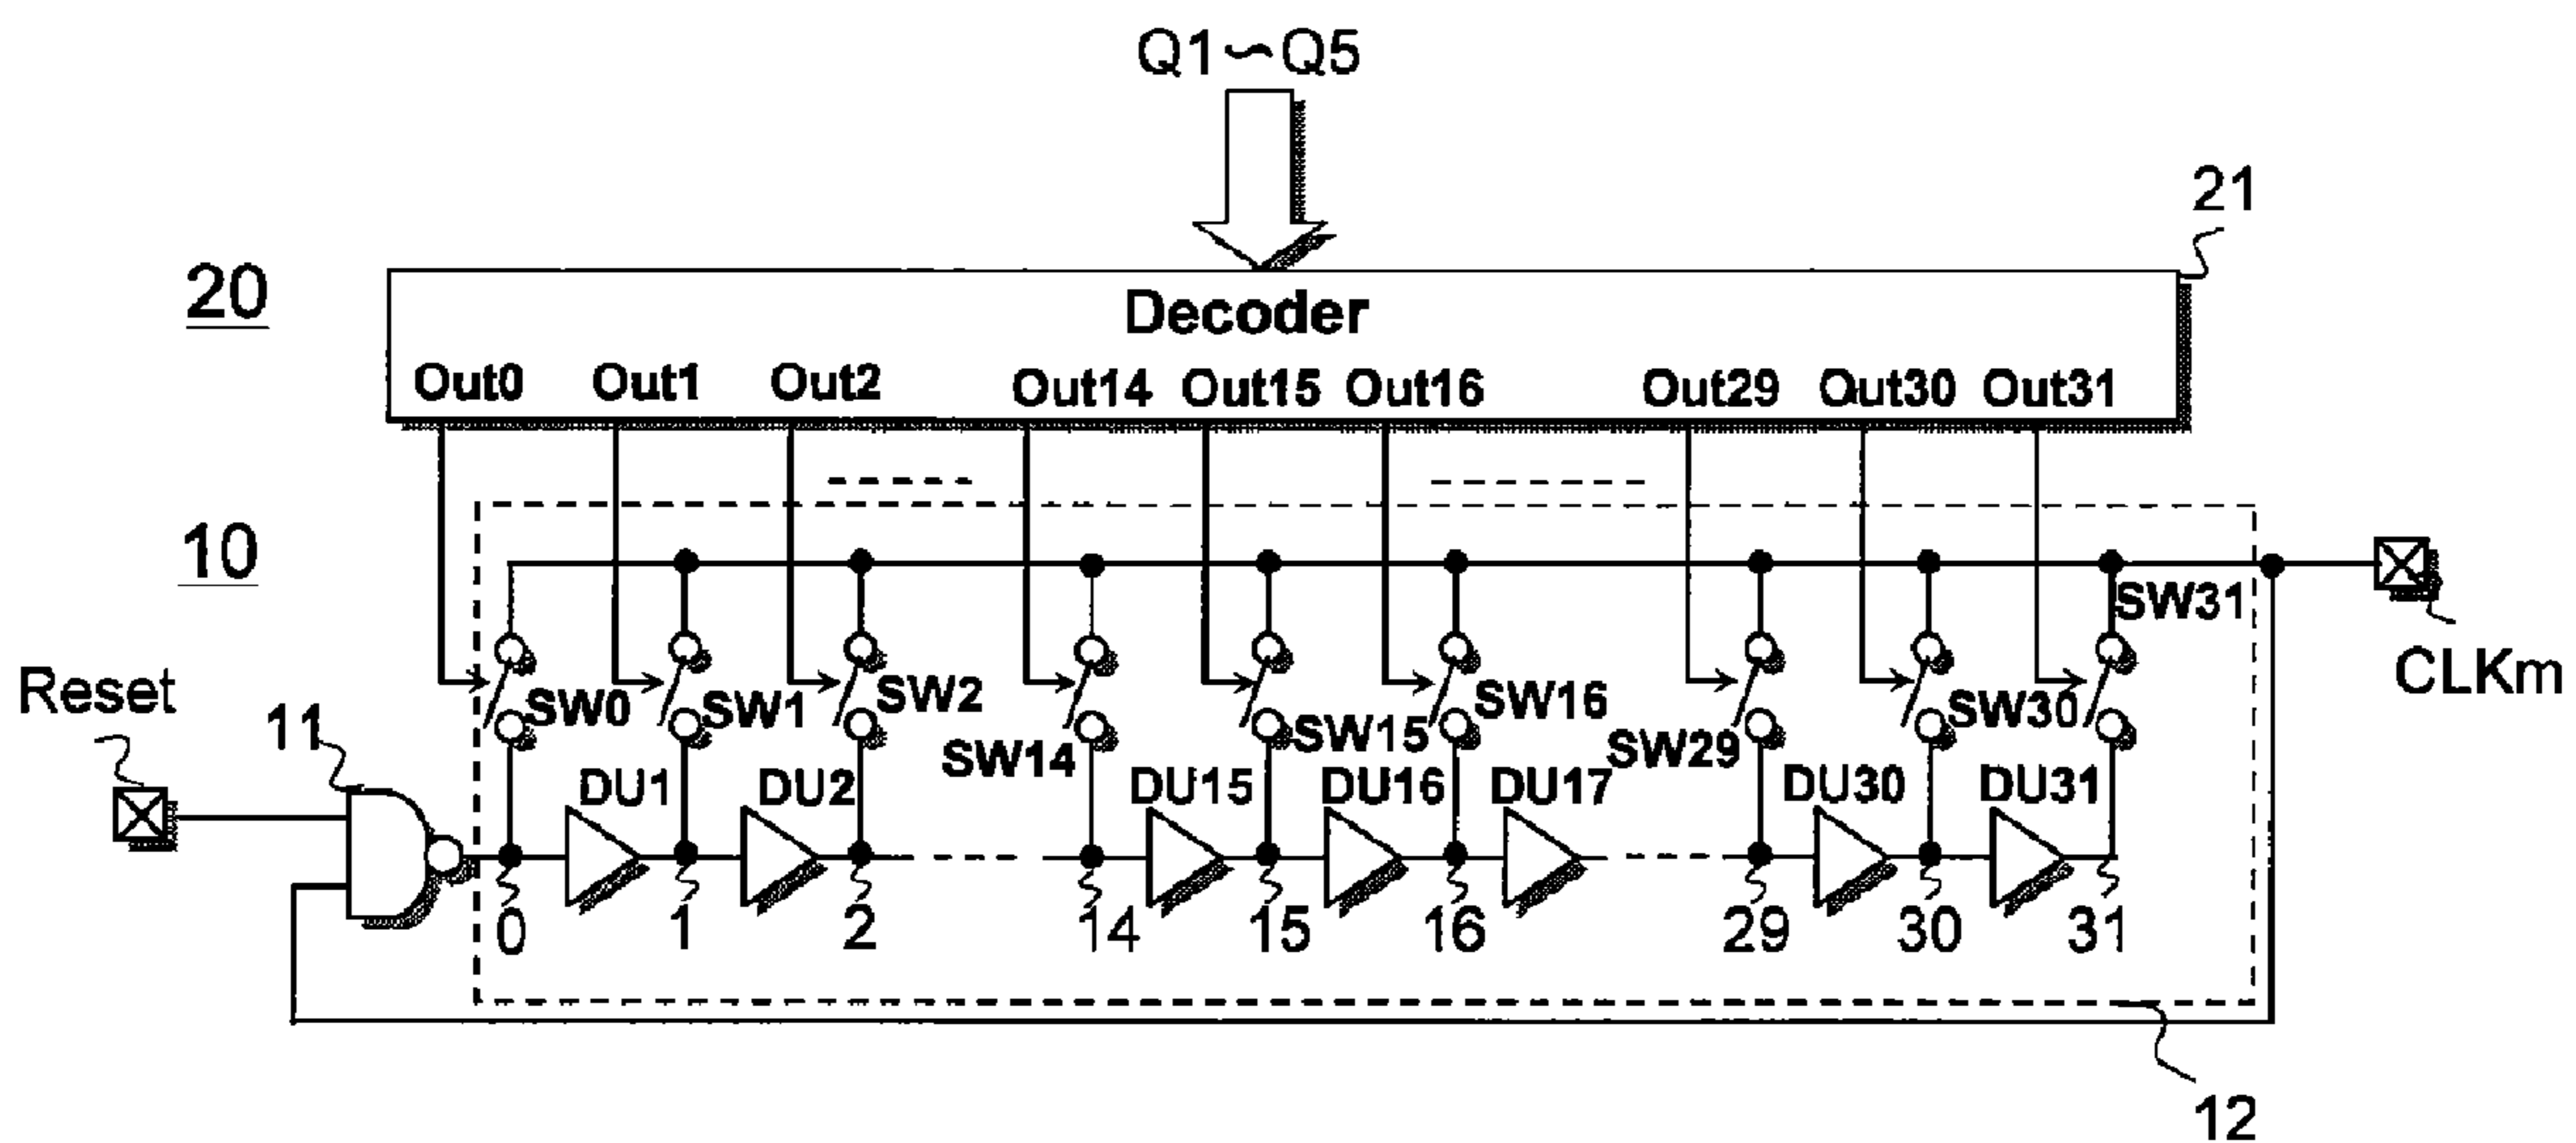 Q1∽Q5
21
20
Decoder
Out0 Out1 Out2 Out14 Out15 Out16 Out29 Out30 Out31
10
SW31
Reset
11
SW0 SW1 SW2 SW14 SW15 SW16 SW29 SW30
CLKm
DU1 DU2 DU15 DU16 DU17 DU30 DU31
0 1 2 14 15 16 29 30 31
12